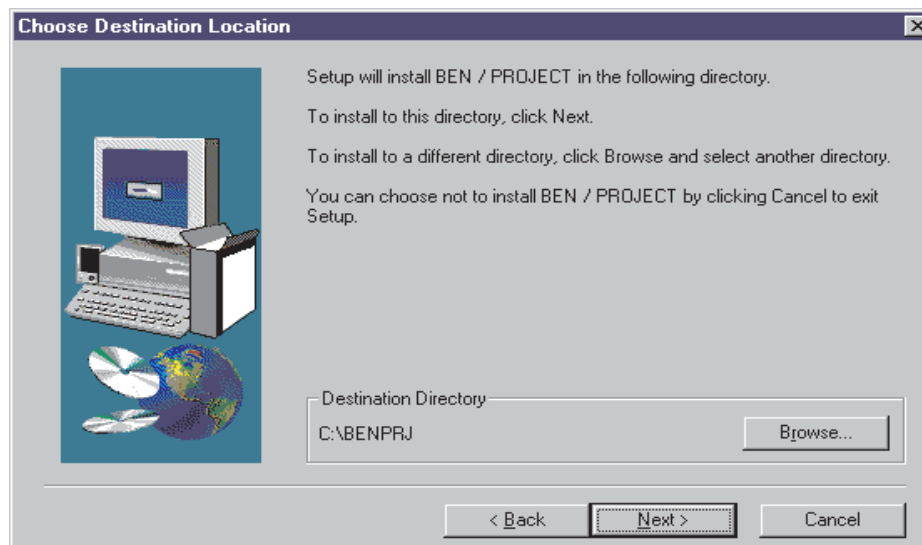 Choose Destination Location
Setup will install BEN / PROJECT in the following directory.
To install to this directory, click Next.
To install to a different directory, click Browse and select another directory.
You can choose not to install BEN / PROJECT by clicking Cancel to exit
Setup.
Destination Directory
C:\BENPRJ
Browse...
< Back
Next >
Cancel